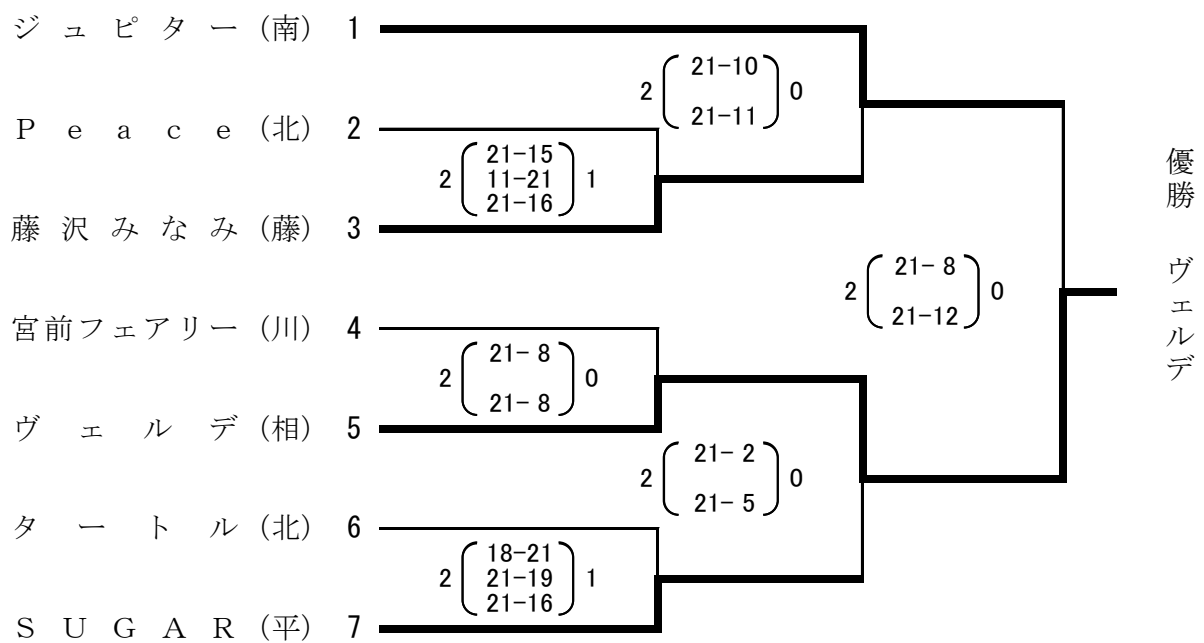 ジュピター（南） 1
2 21-10 0
21-11
Peace（北） 2
21-15
2 11-21 1
21-16
藤沢みなみ（藤） 3
2 21- 8 0
21-12
宮前フェアリー（川） 4
2 21- 8 0
21- 8
ヴェルデ（相） 5
2 21- 2 0
21- 5
タートル（北） 6
18-21
2 21-19 1
21-16
SUGAR（平） 7
優勝 ヴェルデ